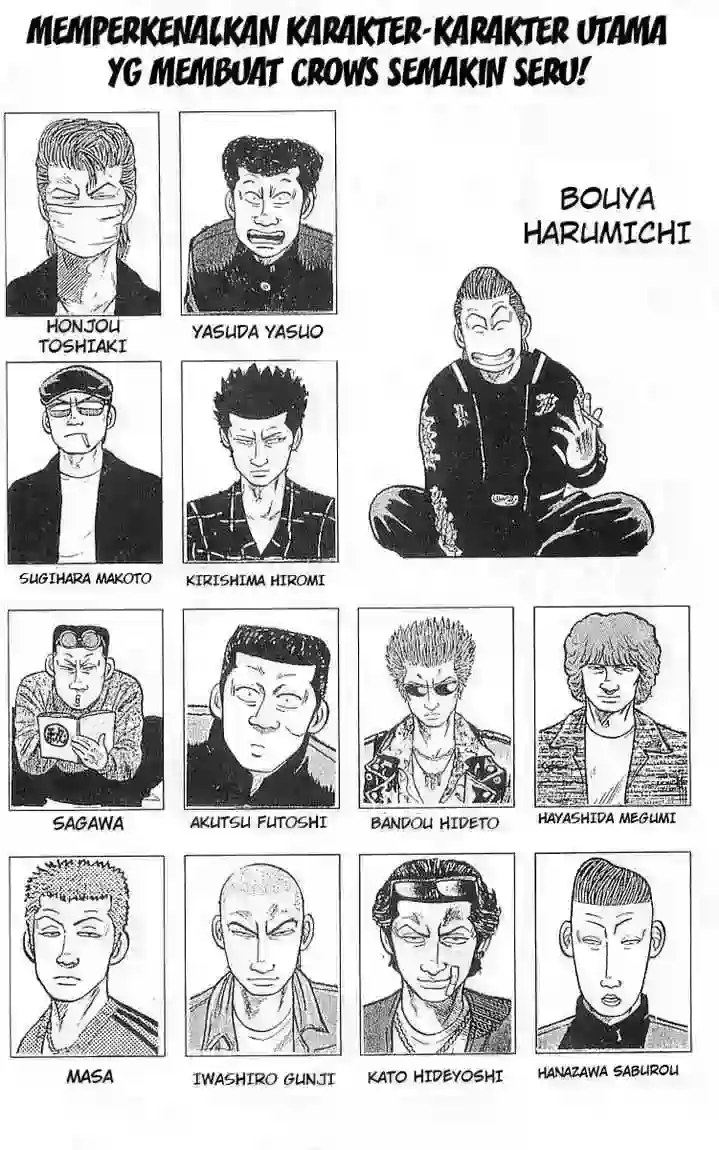 MEMPERKENALKAN KARAKTER-KARAKTER UTAMA
YG MEMBUAT CROWS SEMAKIN SERU!
BOUYA
HARUMICHI
HONJOU
TOSHIAKI
YASUDA YASUO
SUGIHARA MAKOTO
KIRISHIMA HIROMI
SAGAWA
AKUTSU FUTOSHI
BANDOU HIDETO
HAYASHIDA MEGUMI
MASA
IWASHIRO GUNJI
KATO HIDEYOSHI
HANAZAWA SABUROU